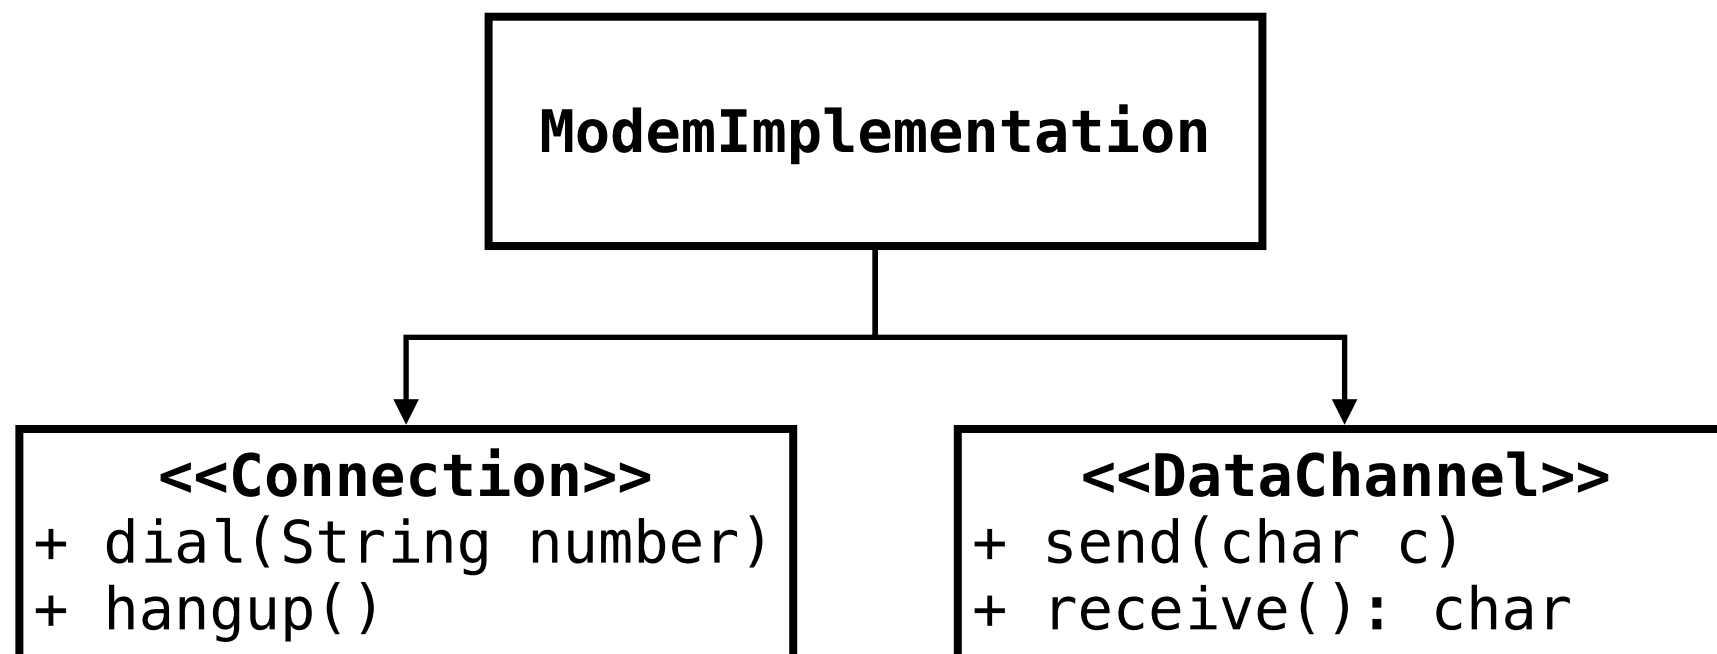 ModemImplementation
<<Connection>>
+ dial(String number)
+ hangup()
<<DataChannel>>
+ send(char c)
+ receive(): char